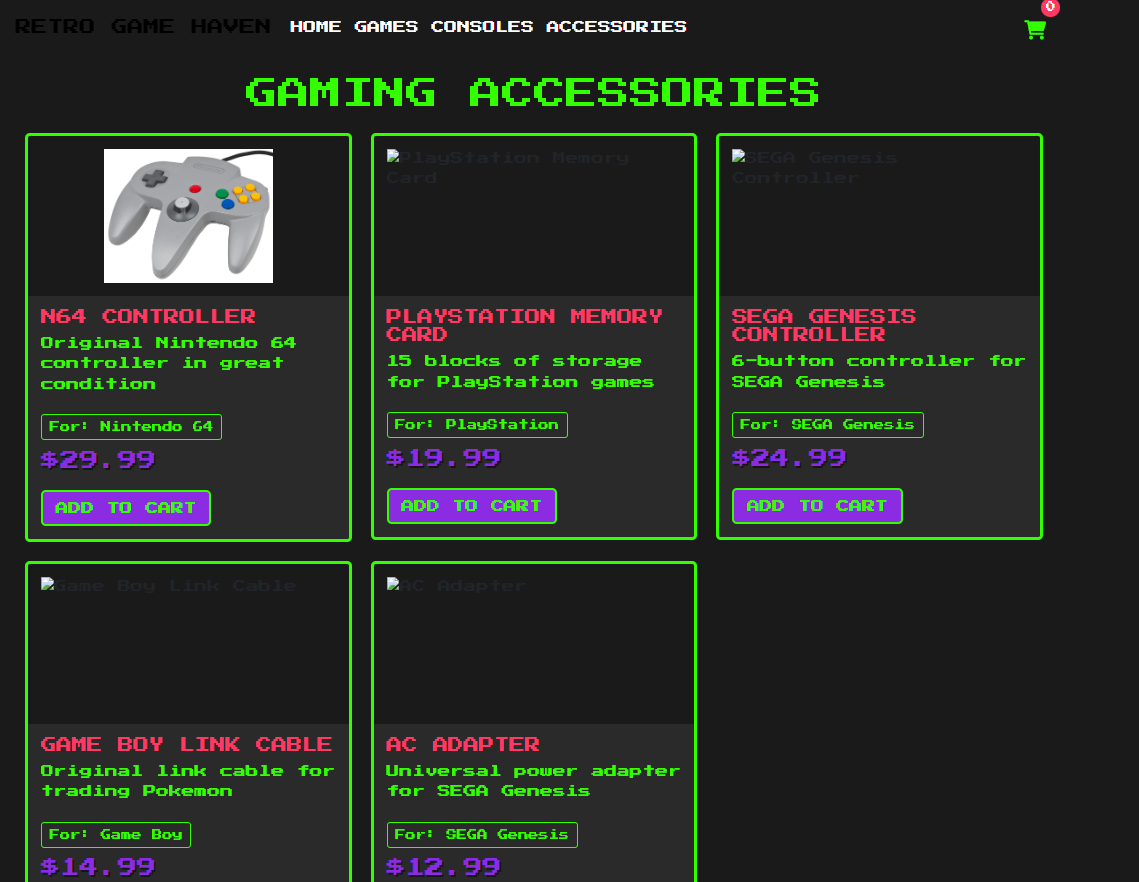 RETRO GAME HAVEN HOME GAMES CONSOLES ACCESSORIES 0
GAMING ACCESSORIES
PlayStation Memory
Card
SEGA Genesis
Controller
N64 CONTROLLER
Original Nintendo 64
controller in great
condition
For: Nintendo 64
$29.99
ADD TO CART
PLAYSTATION MEMORY
CARD
15 blocks of storage
for PlayStation games
For: PlayStation
$19.99
ADD TO CART
SEGA GENESIS
CONTROLLER
6-button controller for
SEGA Genesis
For: SEGA Genesis
$24.99
ADD TO CART
Game Boy Link Cable
GAME BOY LINK CABLE
Original link cable for
trading Pokemon
For: Game Boy
$14.99
AC Adapter
AC ADAPTER
Universal power adapter
for SEGA Genesis
For: SEGA Genesis
$12.99